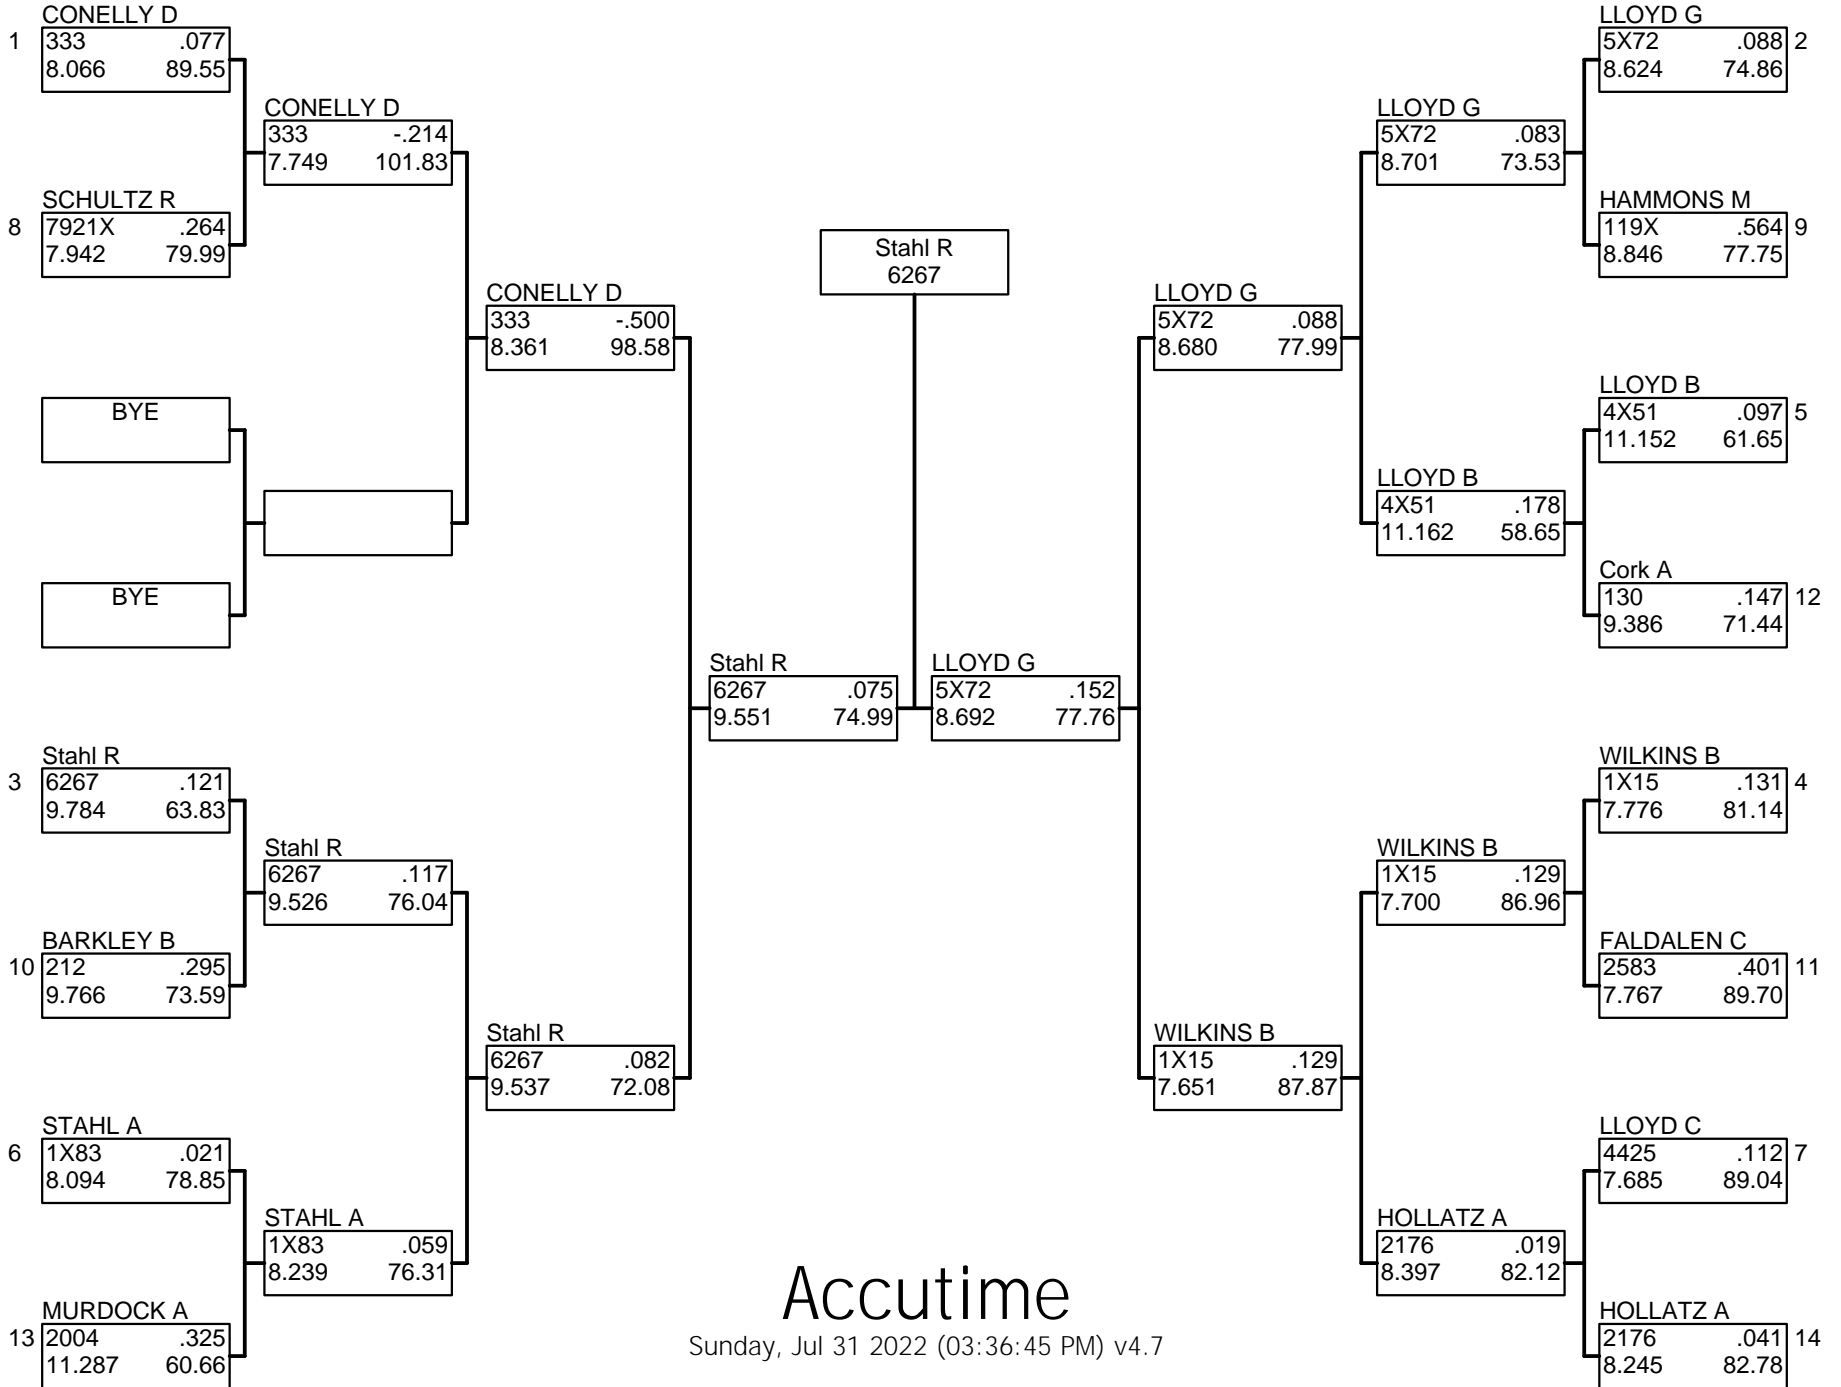 CONELLY D
1 333 .077
8.066 89.55
SCHULTZ R
8 7921X .264
7.942 79.99
BYE
BYE
Stahl R
3 6267 .121
9.784 63.83
BARKLEY B
10 212 .295
9.766 73.59
STAHL A
6 1X83 .021
8.094 78.85
MURDOCK A
13 2004 .325
11.287 60.66
CONELLY D
333 -.214
7.749 101.83
Stahl R
6267 .117
9.526 76.04
STAHL A
1X83 .059
8.239 76.31
CONELLY D
333 -.500
8.361 98.58
Stahl R
6267 .082
9.537 72.08
Stahl R
6267 .075
9.551 74.99
Stahl R
6267
LLOYD G
5X72 .152
8.692 77.76
LLOYD G
5X72 .088
8.680 77.99
WILKINS B
1X15 .129
7.651 87.87
LLOYD G
5X72 .083
8.701 73.53
LLOYD B
4X51 .178
11.162 58.65
WILKINS B
1X15 .129
7.700 86.96
HOLLATZ A
2176 .019
8.397 82.12
LLOYD G
5X72 .088 2
8.624 74.86
HAMMONS M
119X .564 9
8.846 77.75
LLOYD B
4X51 .097 5
11.152 61.65
Cork A
130 .147 12
9.386 71.44
WILKINS B
1X15 .131 4
7.776 81.14
FALDALEN C
2583 .401 11
7.767 89.70
LLOYD C
4425 .112 7
7.685 89.04
HOLLATZ A
2176 .041 14
8.245 82.78
Accutime
Sunday, Jul 31 2022 (03:36:45 PM) v4.7